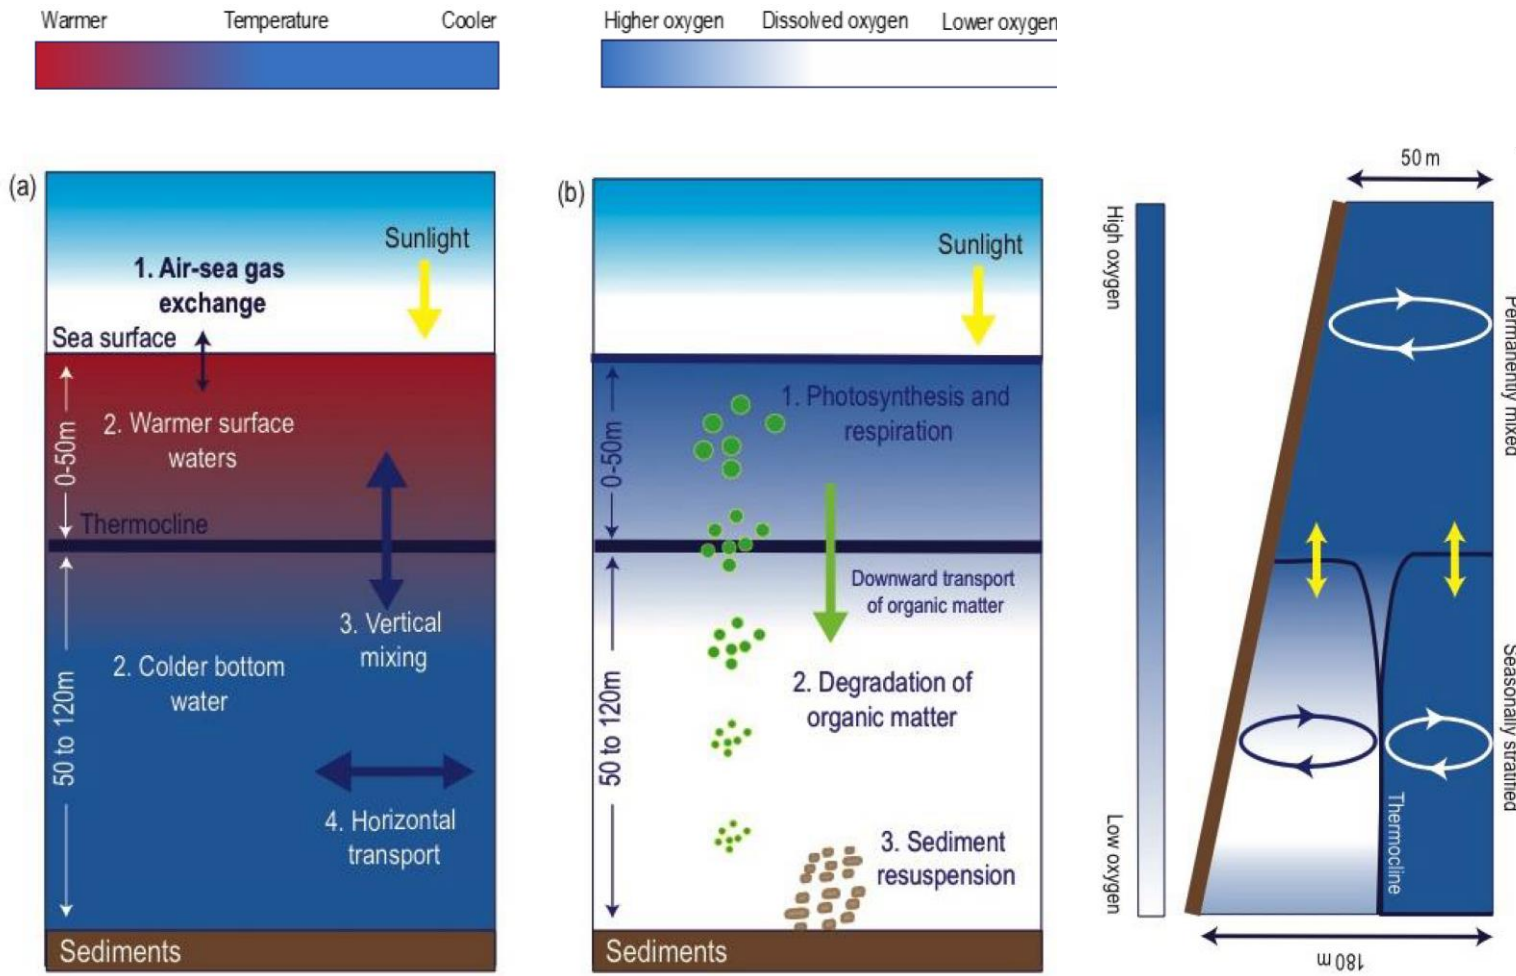 Warmer Temperature Cooler
Higher oxygen Dissolved oxygen Lower oxygen
(a)
Sunlight
1. Air-sea gas
exchange
Sea surface
0-50m
2. Warmer surface
waters
Thermocline
50 to 120m
3. Vertical
mixing
2. Colder bottom
water
4. Horizontal
transport
Sediments
(b)
Sunlight
0-50m
1. Photosynthesis and
respiration
50 to 120m
Downward transport
of organic matter
2. Degradation of
organic matter
3. Sediment
resuspension
Sediments
50 m
High oxygen
Low oxygen
Permanently mixed
Seasonally stratified
Thermocline
180 m